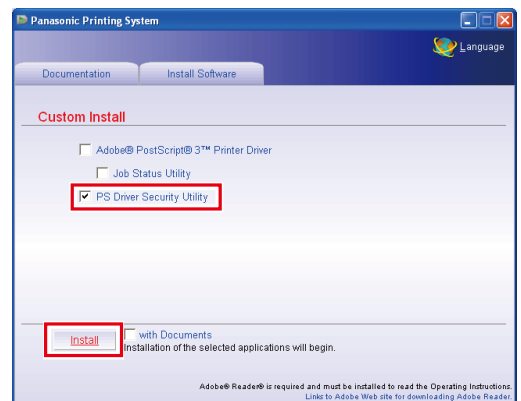 Panasonic Printing System
Language
Documentation
Install Software
Custom Install
Adobe® PostScript® 3™ Printer Driver
Job Status Utility
PS Driver Security Utility
Install
with Documents
Installation of the selected applications will begin.
Adobe® Reader® is required and must be installed to read the Operating Instructions.
Links to Adobe Web site for downloading Adobe Reader.